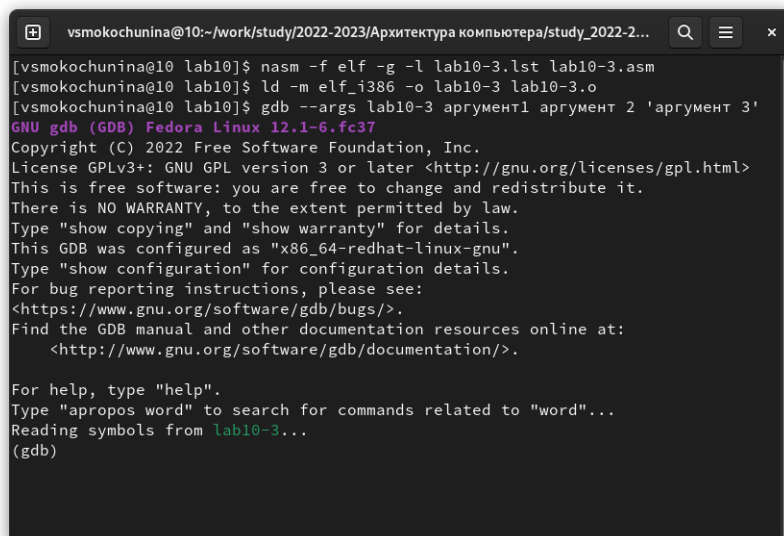 vsmokochunina@10:~/work/study/2022-2023/Архитектура компьютера/study_2022-2...
[vsmokochunina@10 lab10]$ nasm -f elf -g -l lab10-3.lst lab10-3.asm
[vsmokochunina@10 lab10]$ ld -m elf_i386 -o lab10-3 lab10-3.o
[vsmokochunina@10 lab10]$ gdb --args lab10-3 аргумент1 аргумент 2 'аргумент 3'
GNU gdb (GDB) Fedora Linux 12.1-6.fc37
Copyright (C) 2022 Free Software Foundation, Inc.
License GPLv3+: GNU GPL version 3 or later <http://gnu.org/licenses/gpl.html>
This is free software: you are free to change and redistribute it.
There is NO WARRANTY, to the extent permitted by law.
Type "show copying" and "show warranty" for details.
This GDB was configured as "x86_64-redhat-linux-gnu".
Type "show configuration" for configuration details.
For bug reporting instructions, please see:
<https://www.gnu.org/software/gdb/bugs/>.
Find the GDB manual and other documentation resources online at:
    <http://www.gnu.org/software/gdb/documentation/>.

For help, type "help".
Type "apropos word" to search for commands related to "word"...
Reading symbols from lab10-3...
(gdb)